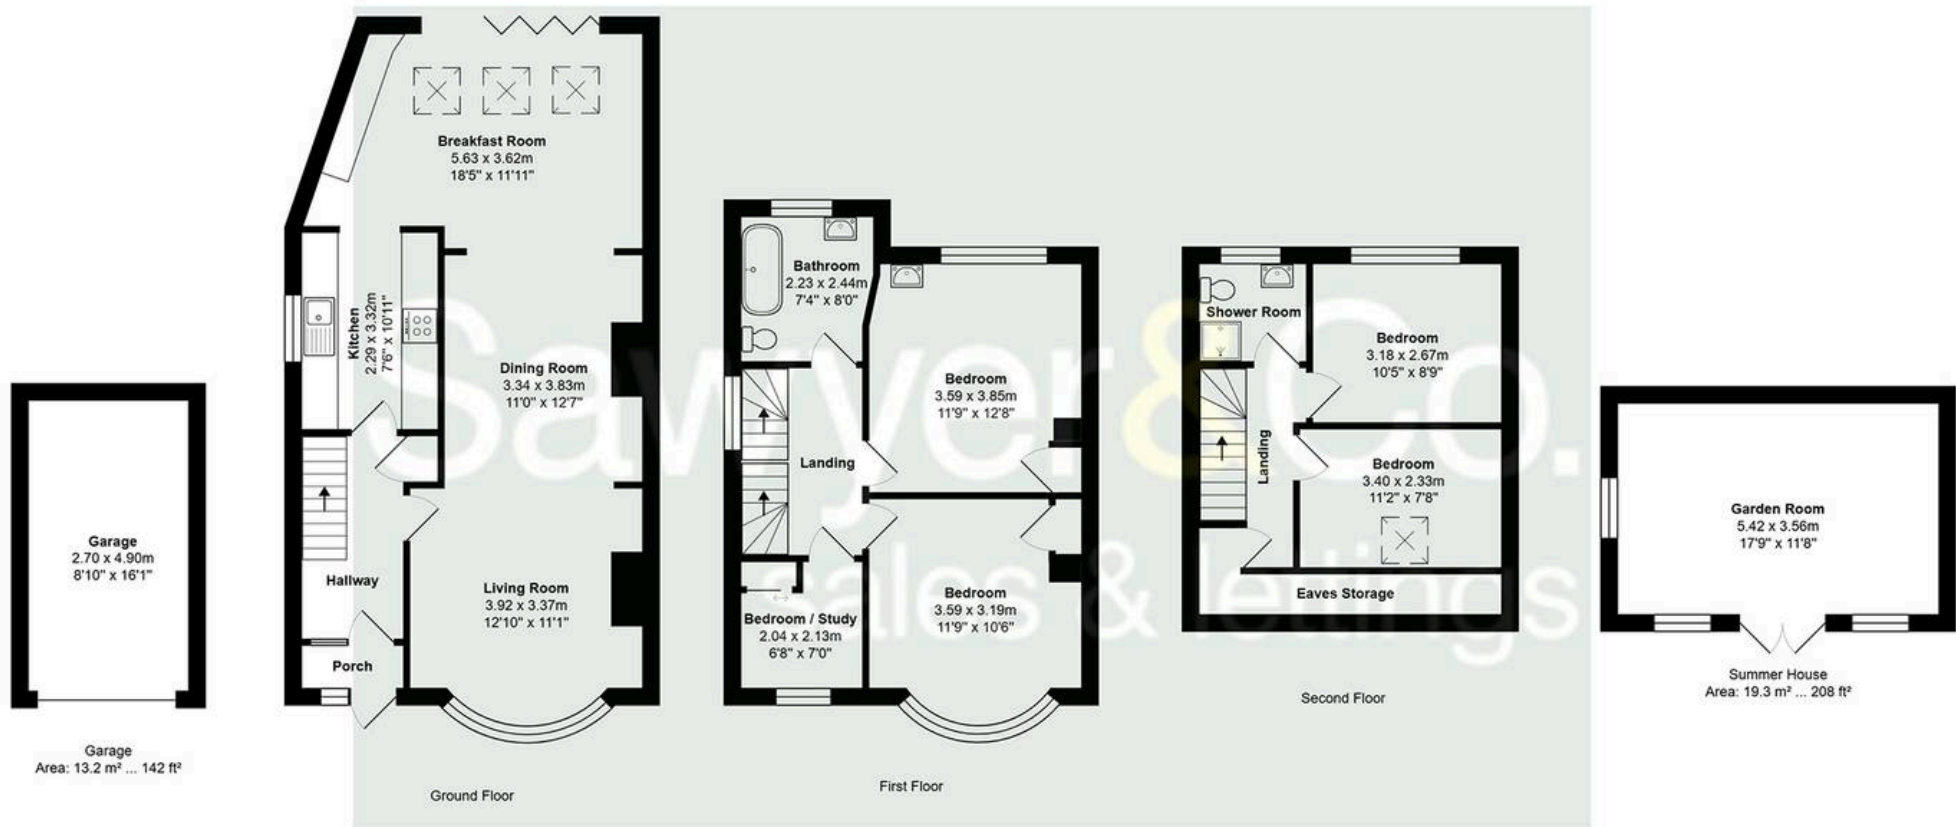 Garage
2.70 x 4.90m
8'10" x 16'1"
Garage
Area: 13.2 m² ... 142 ft²
Breakfast Room
5.63 x 3.62m
18'5" x 11'11"
Kitchen
2.29 x 3.32m
7'6" x 10'11"
Dining Room
3.34 x 3.83m
11'0" x 12'7"
Hallway
Living Room
3.92 x 3.37m
12'10" x 11'1"
Porch
Ground Floor
Bathroom
2.23 x 2.44m
7'4" x 8'0"
Bedroom
3.59 x 3.85m
11'9" x 12'8"
Landing
Bedroom / Study
2.04 x 2.13m
6'8" x 7'0"
Bedroom
3.59 x 3.19m
11'9" x 10'6"
First Floor
Shower Room
Bedroom
3.18 x 2.67m
10'5" x 8'9"
Landing
Bedroom
3.40 x 2.33m
11'2" x 7'8"
Eaves Storage
Second Floor
Garden Room
5.42 x 3.56m
17'9" x 11'8"
Summer House
Area: 19.3 m² ... 208 ft²
Sawyer&Co.
sales & lettings